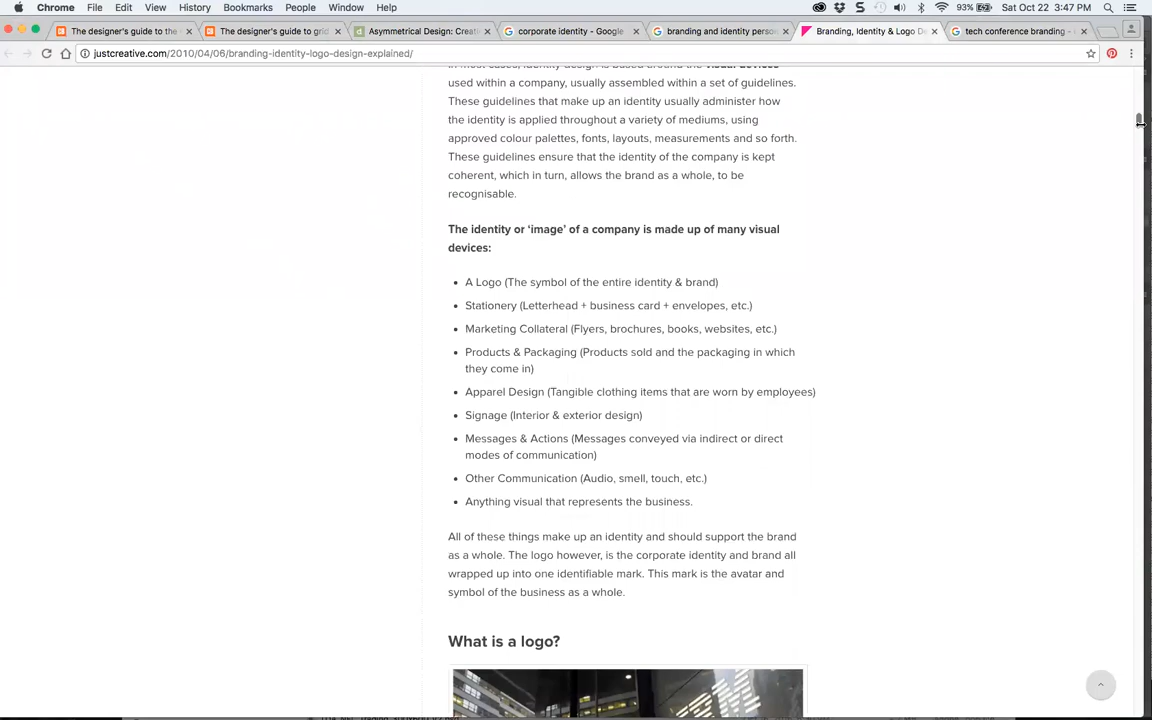 Chrome File Edit View History Bookmarks People Window Help 93% Sat Oct 22 3:47 PM
The designer's guide to the
The designer's guide to grid
Asymmetrical Design: Creati
corporate identity - Google
branding and identity perso
Branding, Identity & Logo De
tech conference branding -
justcreative.com/2010/04/06/branding-identity-logo-design-explained/
In most cases, identity design is based around the visual devices
used within a company, usually assembled within a set of guidelines.
These guidelines that make up an identity usually administer how
the identity is applied throughout a variety of mediums, using
approved colour palettes, fonts, layouts, measurements and so forth.
These guidelines ensure that the identity of the company is kept
coherent, which in turn, allows the brand as a whole, to be
recognisable.
The identity or ‘image’ of a company is made up of many visual
devices:
• A Logo (The symbol of the entire identity & brand)
• Stationery (Letterhead + business card + envelopes, etc.)
• Marketing Collateral (Flyers, brochures, books, websites, etc.)
• Products & Packaging (Products sold and the packaging in which
they come in)
• Apparel Design (Tangible clothing items that are worn by employees)
• Signage (Interior & exterior design)
• Messages & Actions (Messages conveyed via indirect or direct
modes of communication)
• Other Communication (Audio, smell, touch, etc.)
• Anything visual that represents the business.
All of these things make up an identity and should support the brand
as a whole. The logo however, is the corporate identity and brand all
wrapped up into one identifiable mark. This mark is the avatar and
symbol of the business as a whole.
What is a logo?